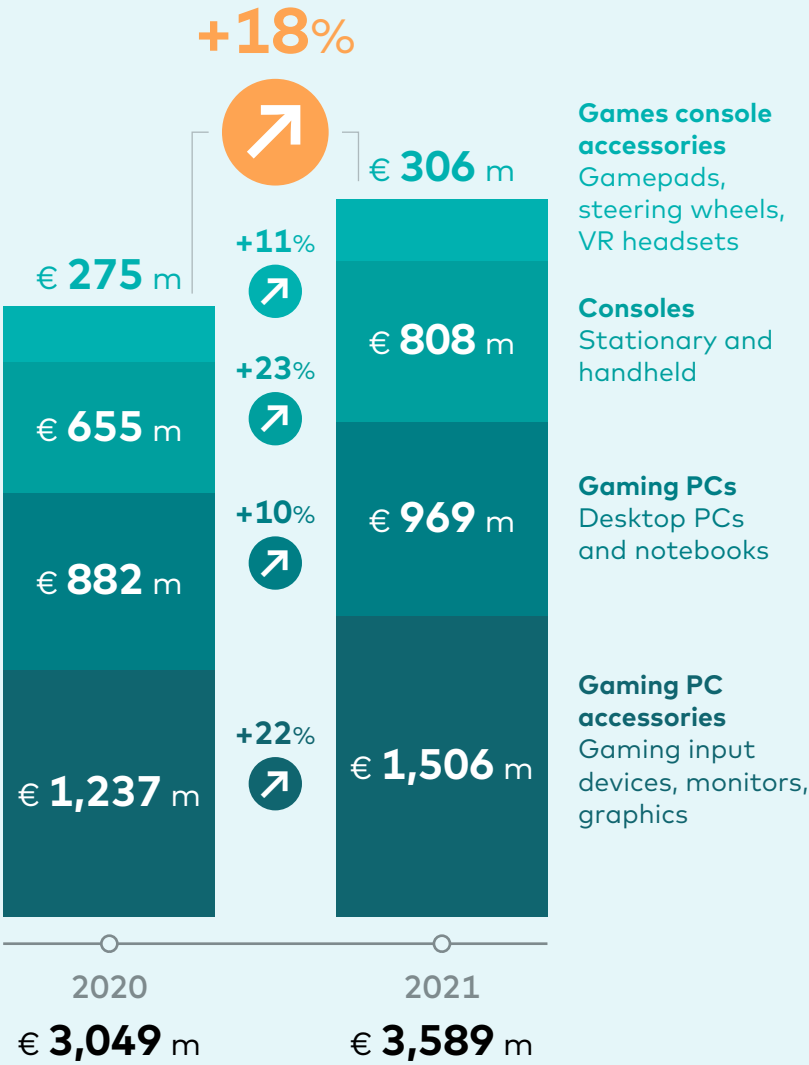 +18%
€ 306 m
Games console
accessories
Gamepads,
steering wheels,
VR headsets
+11%
€ 275 m
Consoles
Stationary and
handheld
€ 808 m
+23%
€ 655 m
Gaming PCs
Desktop PCs
and notebooks
+10%
€ 969 m
€ 882 m
Gaming PC
accessories
Gaming input
devices, monitors,
graphics
+22%
€ 1,506 m
€ 1,237 m
2020
2021
€ 3,049 m
€ 3,589 m